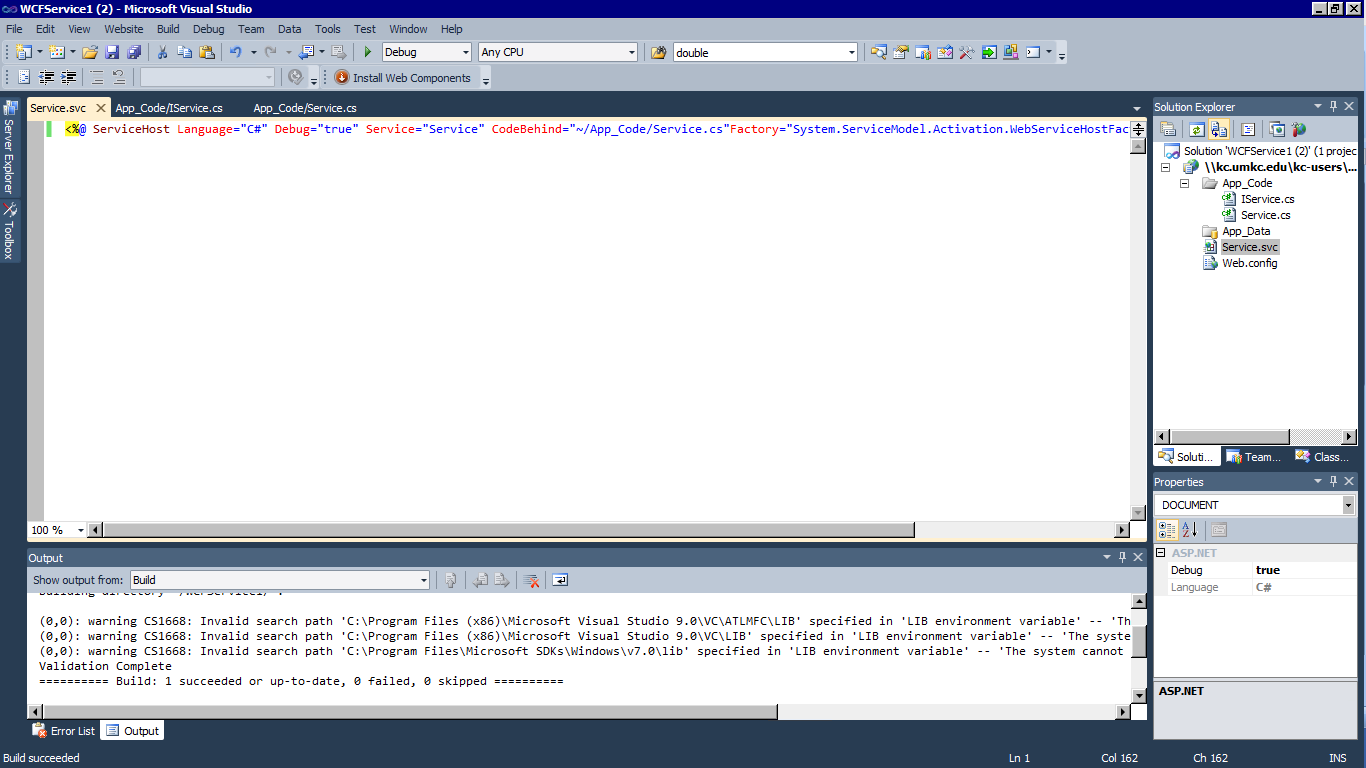 WCFService1 (2) - Microsoft Visual Studio
File Edit View Website Build Debug Team Data Tools Test Window Help
Debug Any CPU double
Install Web Components
Server Explorer
Toolbox
Service.svc App_Code/IService.cs App_Code/Service.cs
<%@ ServiceHost Language="C#" Debug="true" Service="Service" CodeBehind="~/App_Code/Service.cs"Factory="System.ServiceModel.Activation.WebServiceHostFac
100 %
Solution Explorer
Solution 'WCFService1 (2)' (1 projec
\\kc.umkc.edu\kc-users\...
App_Code
IService.cs
Service.cs
App_Data
Service.svc
Web.config
Soluti... Team... Class...
Properties
DOCUMENT
ASP.NET
Debug true
Language C#
ASP.NET
Output
Show output from: Build
(0,0): warning CS1668: Invalid search path 'C:\Program Files (x86)\Microsoft Visual Studio 9.0\VC\ATLMFC\LIB' specified in 'LIB environment variable' -- 'Th
(0,0): warning CS1668: Invalid search path 'C:\Program Files (x86)\Microsoft Visual Studio 9.0\VC\LIB' specified in 'LIB environment variable' -- 'The syste
(0,0): warning CS1668: Invalid search path 'C:\Program Files\Microsoft SDKs\Windows\v7.0\lib' specified in 'LIB environment variable' -- 'The system cannot
Validation Complete
========== Build: 1 succeeded or up-to-date, 0 failed, 0 skipped ==========
Error List Output
Build succeeded Ln 1 Col 162 Ch 162 INS